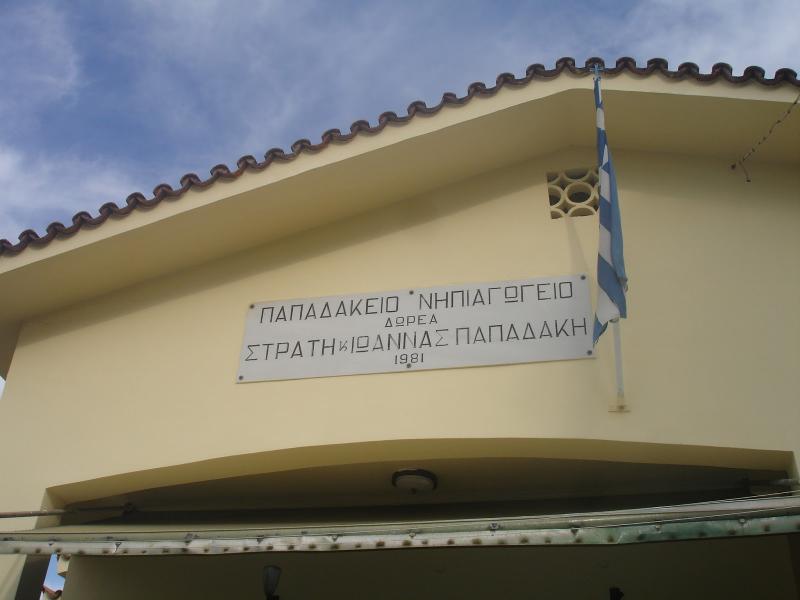 ΠΑΠΑΔΑΚΕΙΟ ΝΗΠΙΑΓΩΓΕΙΟ
ΔΩΡΕΑ
ΣΤΡΑΤΗ κ ΙΩΑΝΝΑΣ ΠΑΠΑΔΑΚΗ
1981